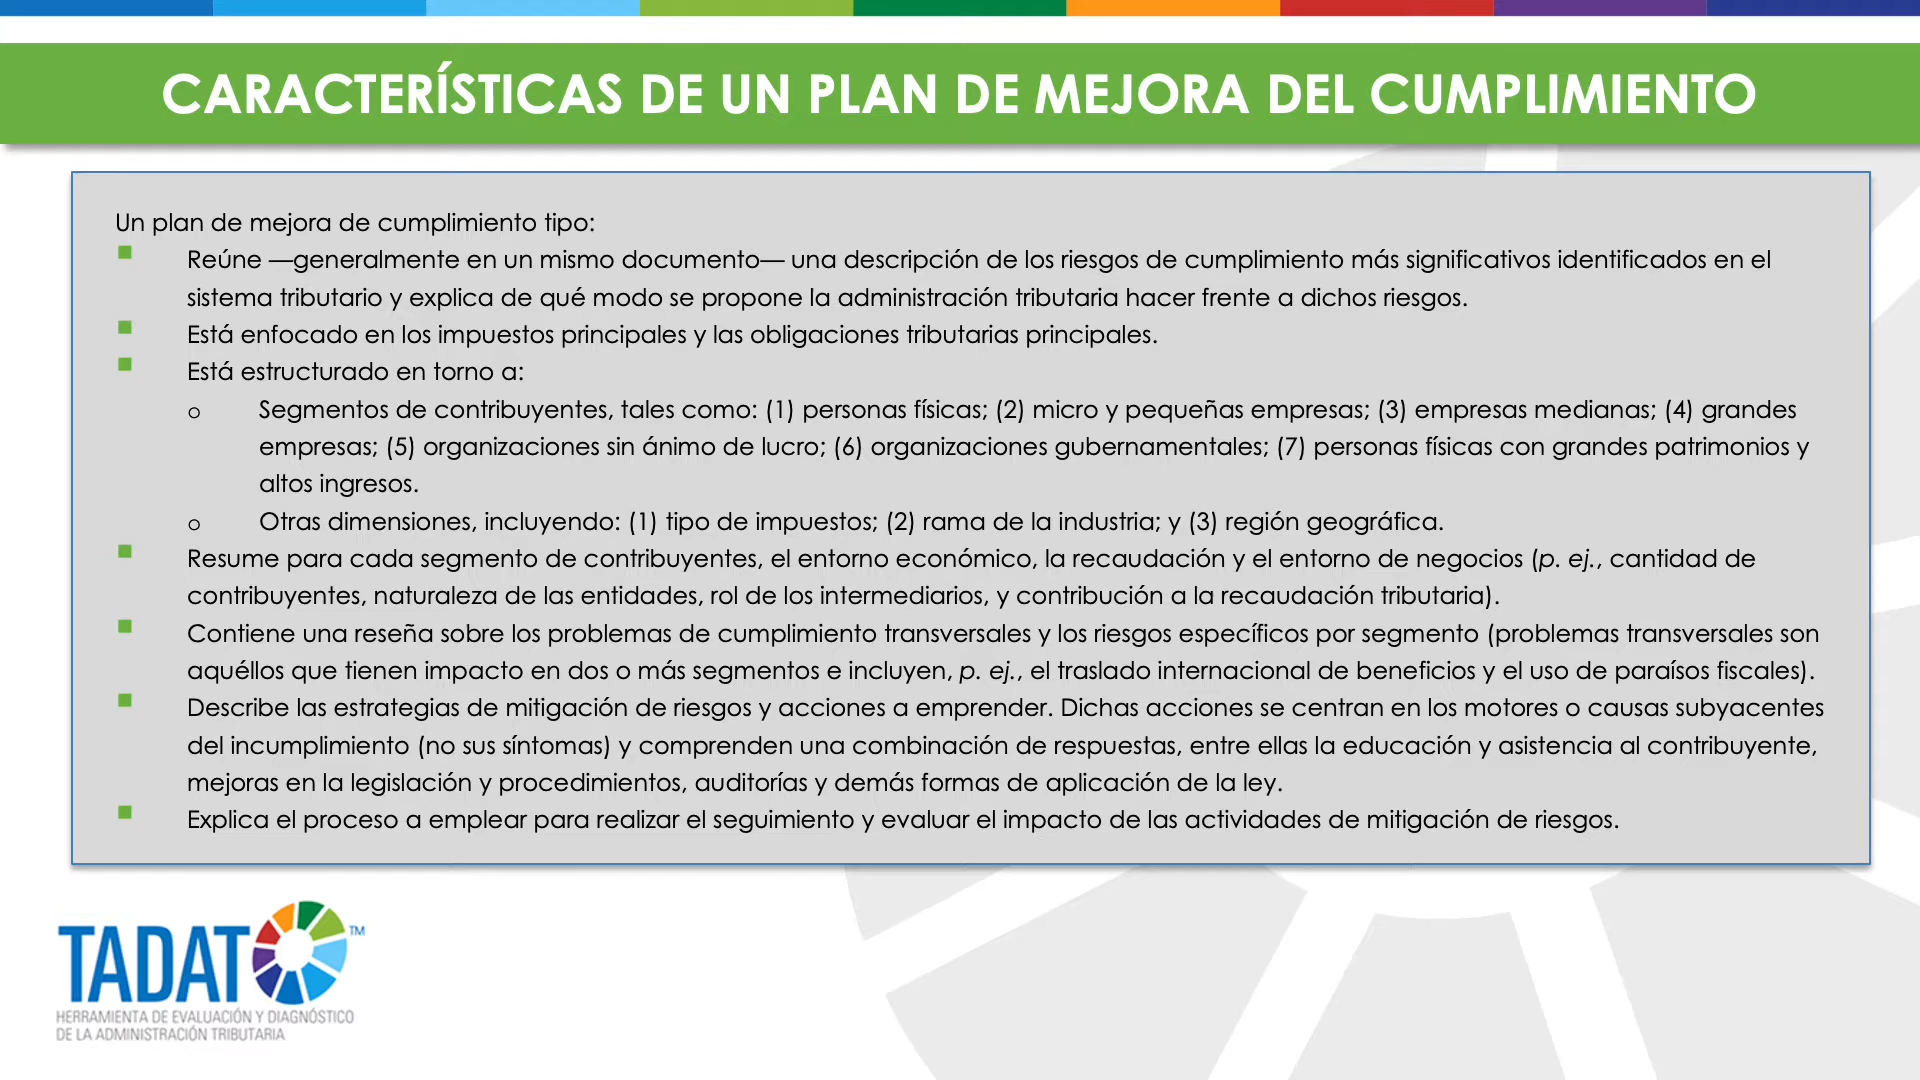 CARACTERÍSTICAS DE UN PLAN DE MEJORA DEL CUMPLIMIENTO
Un plan de mejora de cumplimiento tipo:
Reúne —generalmente en un mismo documento— una descripción de los riesgos de cumplimiento más significativos identificados en el
sistema tributario y explica de qué modo se propone la administración tributaria hacer frente a dichos riesgos.
Está enfocado en los impuestos principales y las obligaciones tributarias principales.
Está estructurado en torno a:
o Segmentos de contribuyentes, tales como: (1) personas físicas; (2) micro y pequeñas empresas; (3) empresas medianas; (4) grandes
empresas; (5) organizaciones sin ánimo de lucro; (6) organizaciones gubernamentales; (7) personas físicas con grandes patrimonios y
altos ingresos.
o Otras dimensiones, incluyendo: (1) tipo de impuestos; (2) rama de la industria; y (3) región geográfica.
Resume para cada segmento de contribuyentes, el entorno económico, la recaudación y el entorno de negocios (p. ej., cantidad de
contribuyentes, naturaleza de las entidades, rol de los intermediarios, y contribución a la recaudación tributaria).
Contiene una reseña sobre los problemas de cumplimiento transversales y los riesgos específicos por segmento (problemas transversales son
aquéllos que tienen impacto en dos o más segmentos e incluyen, p. ej., el traslado internacional de beneficios y el uso de paraísos fiscales).
Describe las estrategias de mitigación de riesgos y acciones a emprender. Dichas acciones se centran en los motores o causas subyacentes
del incumplimiento (no sus síntomas) y comprenden una combinación de respuestas, entre ellas la educación y asistencia al contribuyente,
mejoras en la legislación y procedimientos, auditorías y demás formas de aplicación de la ley.
Explica el proceso a emplear para realizar el seguimiento y evaluar el impacto de las actividades de mitigación de riesgos.
TADAT™
HERRAMIENTA DE EVALUACIÓN Y DIAGNÓSTICO
DE LA ADMINISTRACIÓN TRIBUTARIA